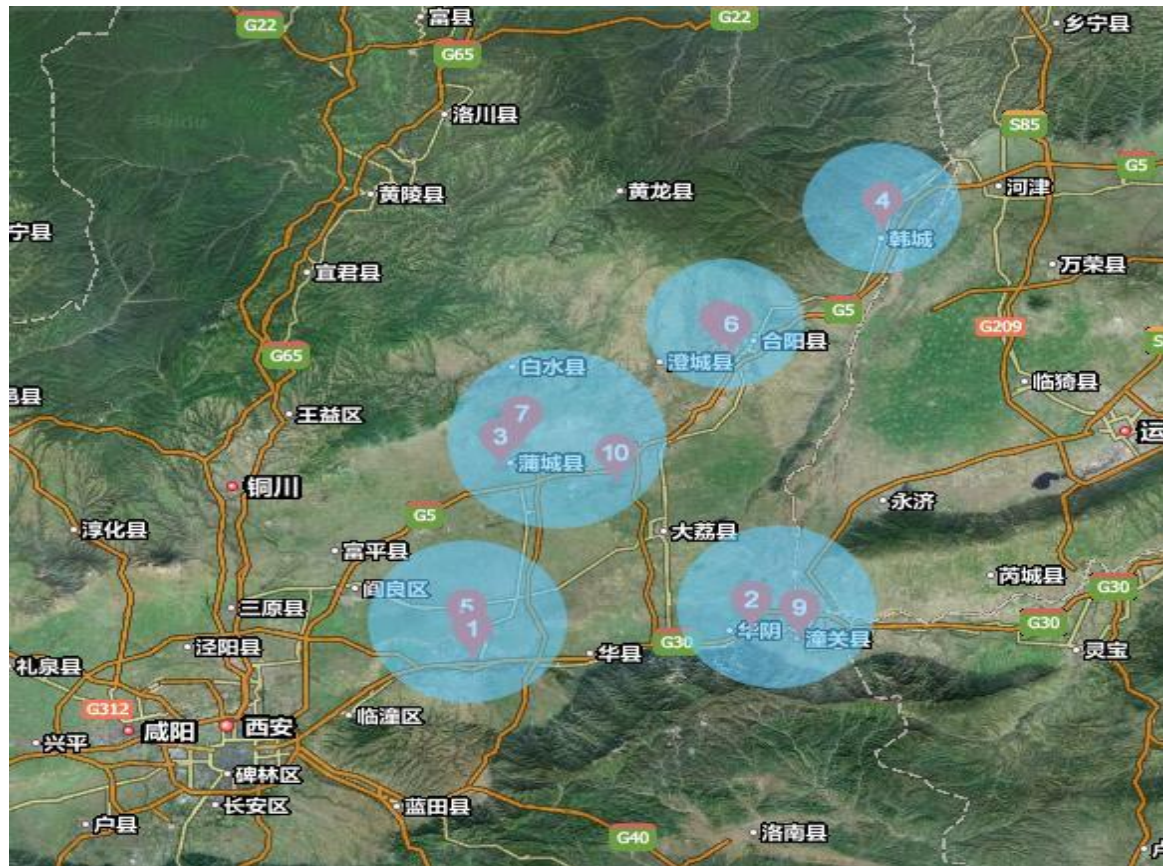 富县
G22
G22
乡宁县
G65
洛川县
S85
G5
黄陵县
黄龙县
4
河津
宁县
韩城
宜君县
万荣县
G5
6
合阳县
G209
G65
白水县
澄城县
临猗县
邑县
王益区
7
3
10
运
蒲城县
铜川
永济
G5
淳化县
大荔县
富平县
阎良区
芮城县
G30
5
2
9
三原县
1
华阴
潼关县
G30
泾阳县
华县
G30
灵宝
礼泉县
G312
临潼区
咸阳
西安
兴平
碑林区
长安区
蓝田县
户县
G40
洛南县